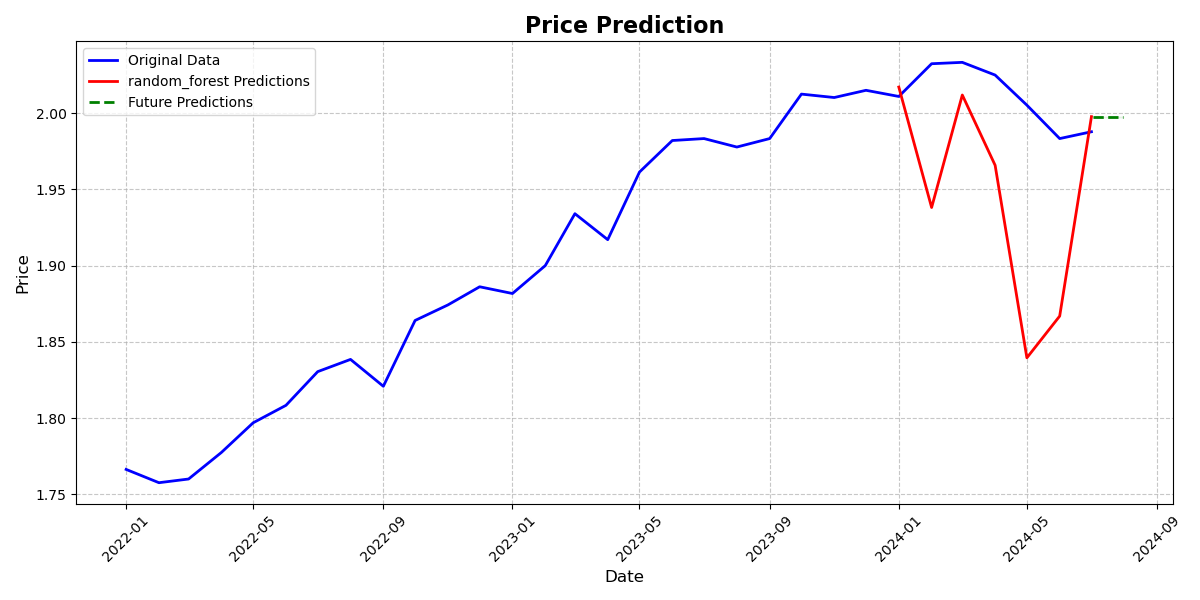 Price Prediction
Original Data
random_forest Predictions
Future Predictions
Price
2.00
1.95
1.90
1.85
1.80
1.75
2022-01
2022-05
2022-09
2023-01
2023-05
2023-09
2024-01
2024-05
2024-09
Date